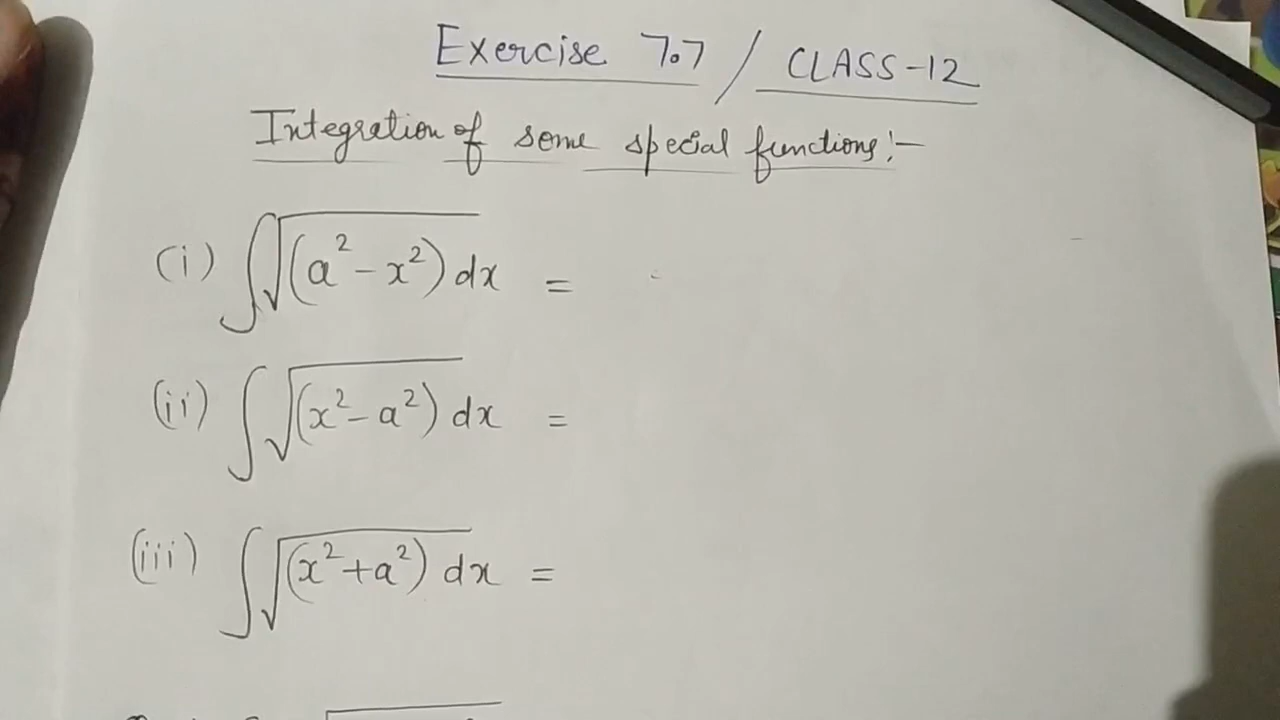 Exercise 7.7 / CLASS-12
Integration of some special functions:-
(i) ∫√(a²-x²) dx =
(ii) ∫√(x²-a²) dx =
(iii) ∫√(x²+a²) dx =